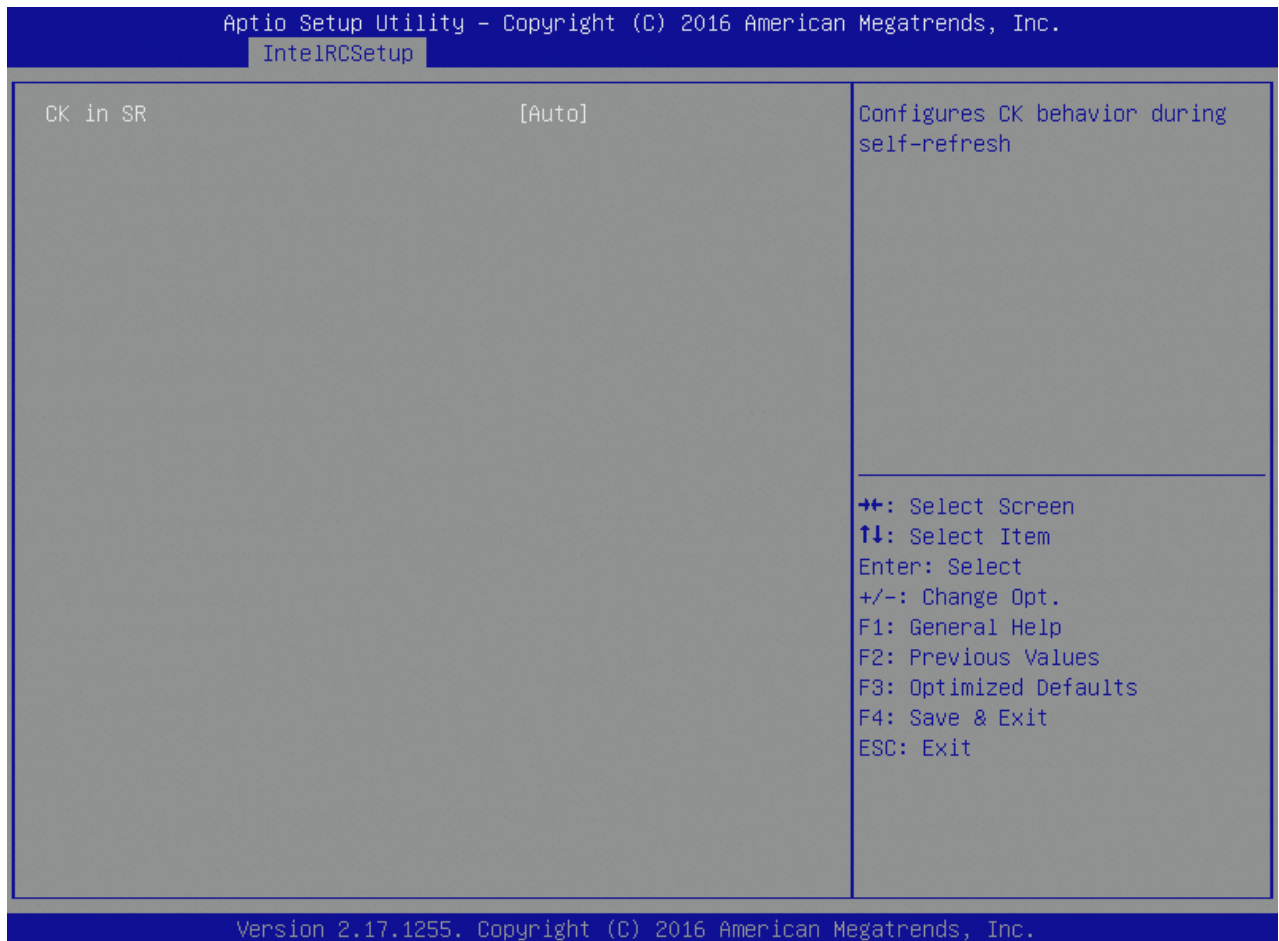 Aptio Setup Utility – Copyright (C) 2016 American Megatrends, Inc.
IntelRCSetup
CK in SR [Auto]
Configures CK behavior during
self-refresh
→←: Select Screen
↑↓: Select Item
Enter: Select
+/-: Change Opt.
F1: General Help
F2: Previous Values
F3: Optimized Defaults
F4: Save & Exit
ESC: Exit
Version 2.17.1255. Copyright (C) 2016 American Megatrends, Inc.